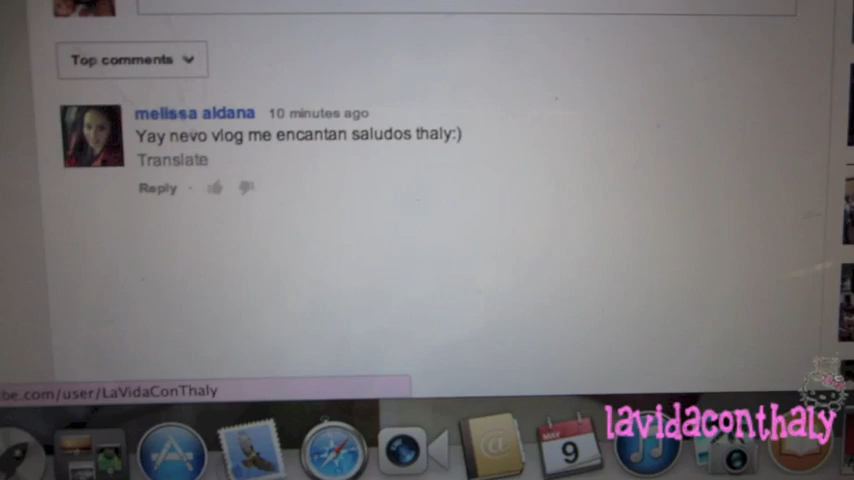 Top comments
melissa aldana 10 minutes ago
Yay nevo vlog me encantan saludos thaly:)
Translate
Reply ·
be.com/user/LaVidaConThaly
MAY
9
lavidaconthaly